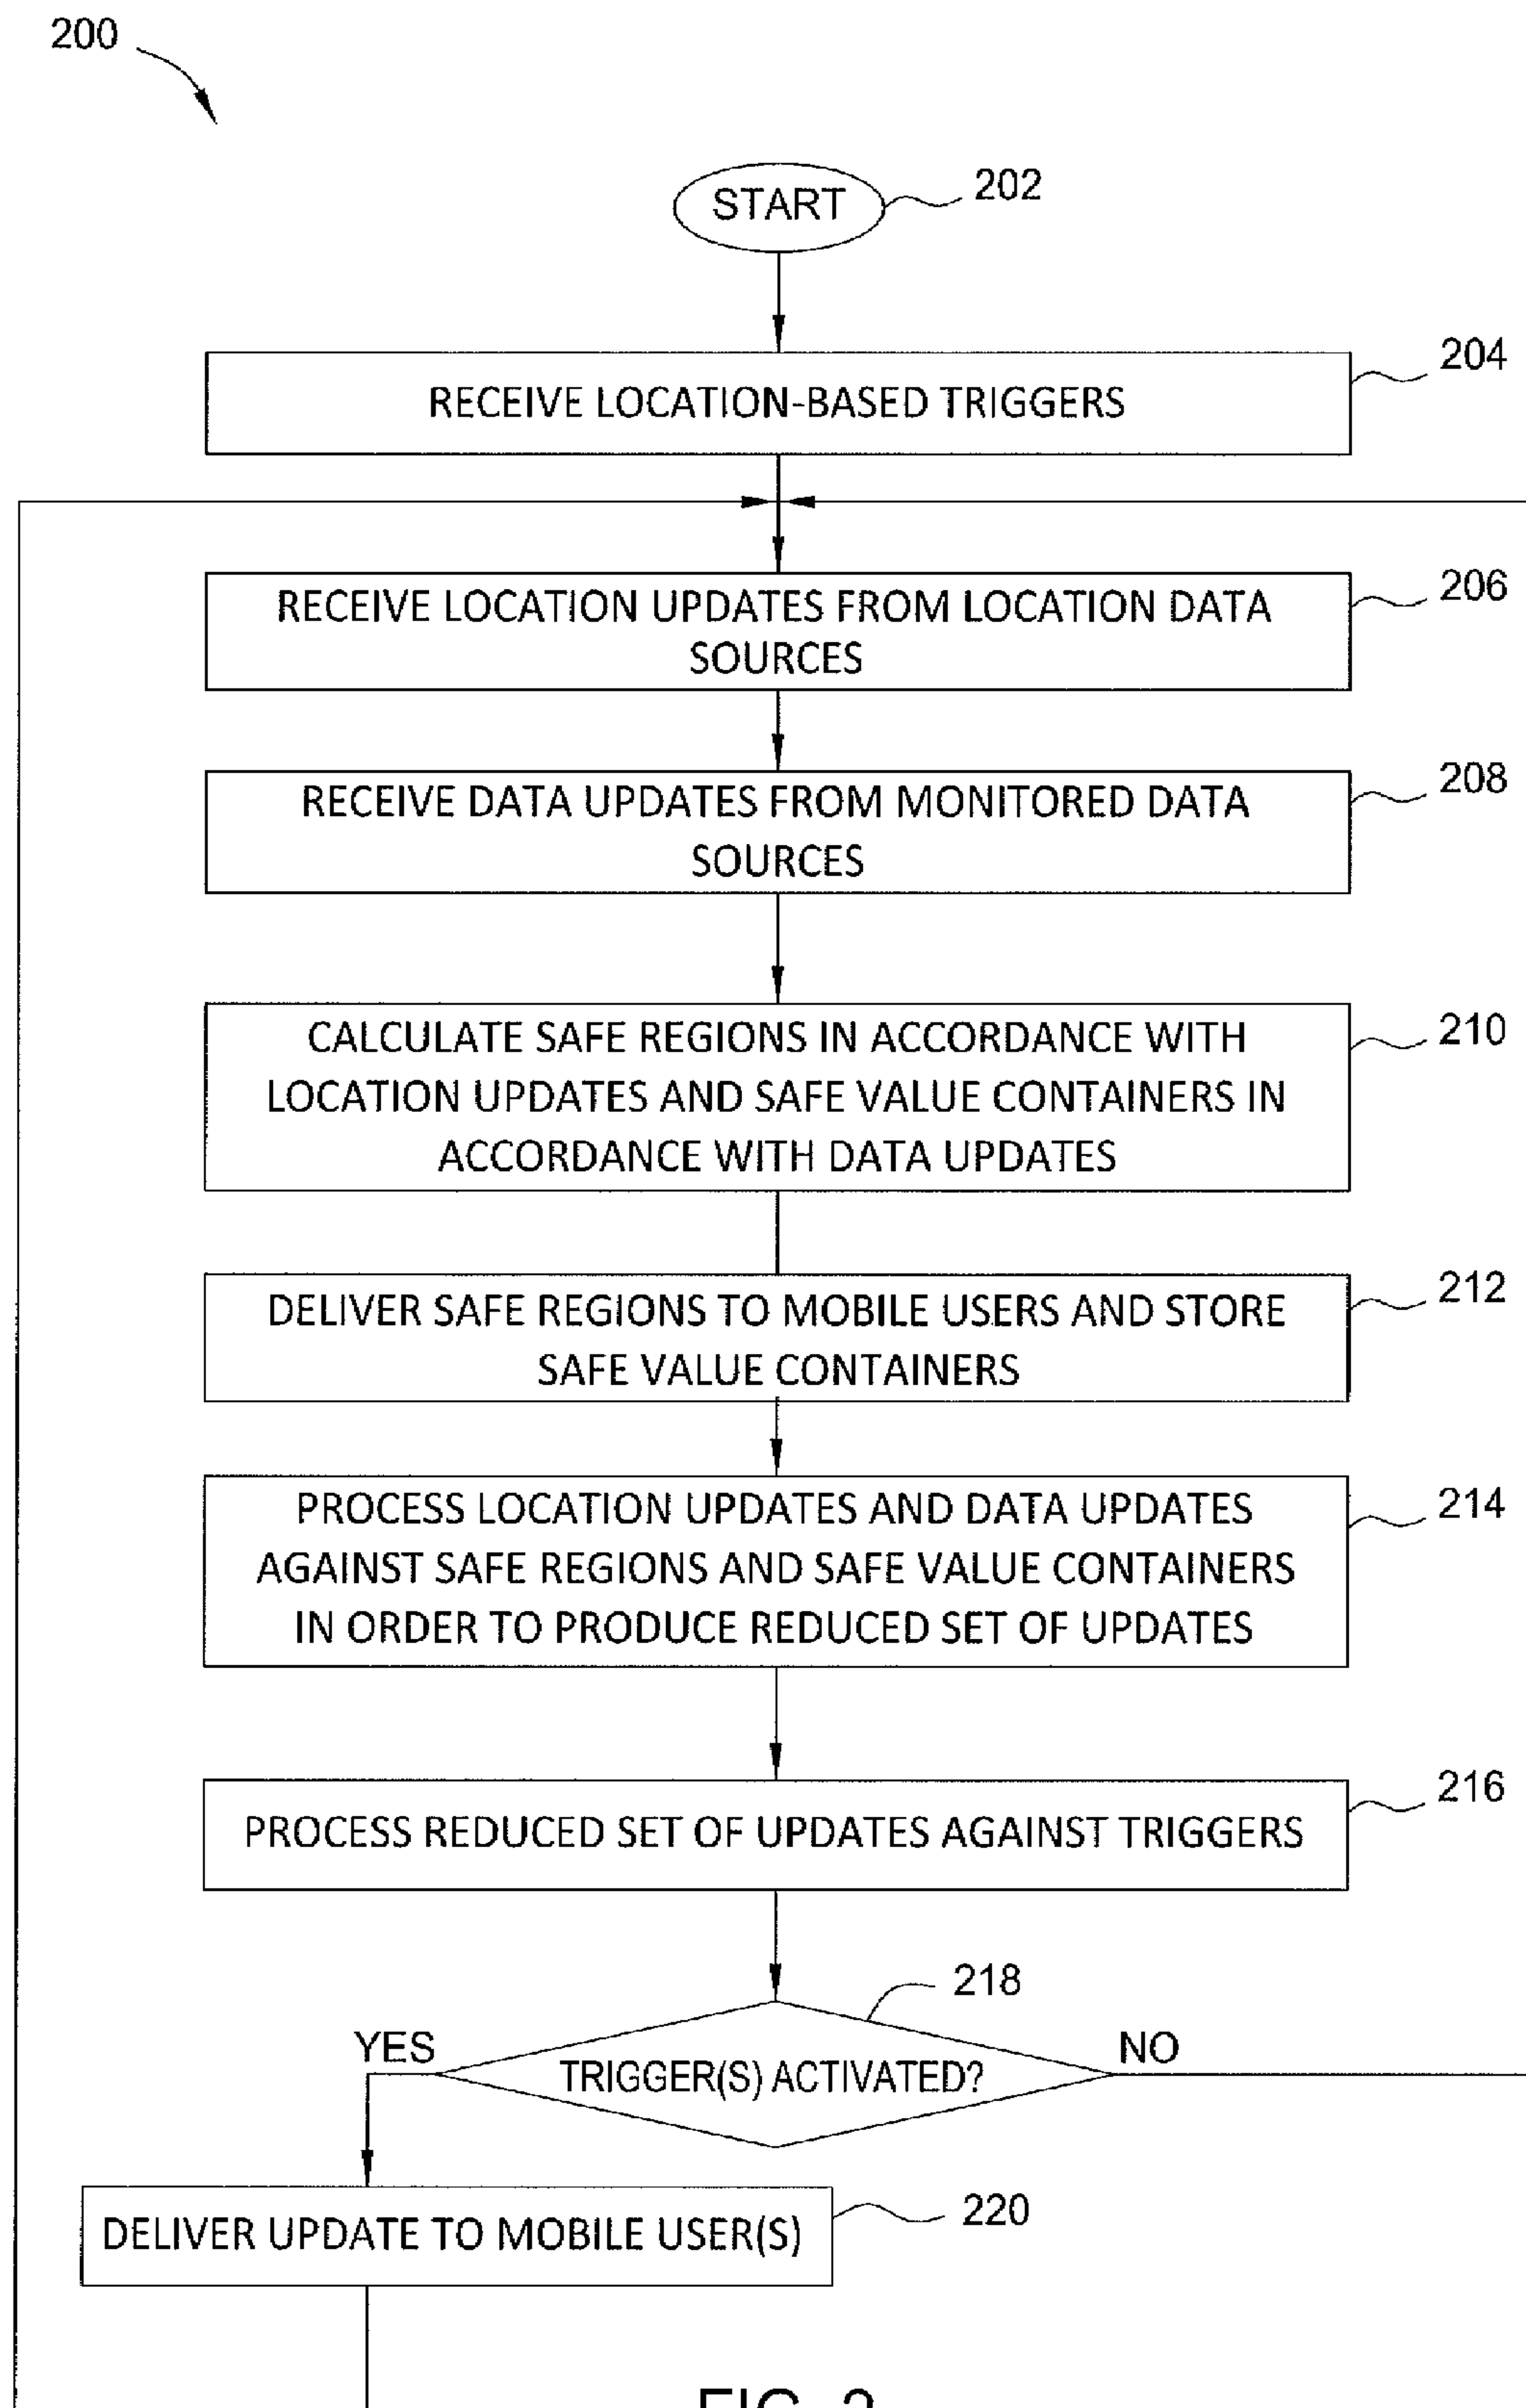 200
START
202
RECEIVE LOCATION-BASED TRIGGERS
204
RECEIVE LOCATION UPDATES FROM LOCATION DATA
SOURCES
206
RECEIVE DATA UPDATES FROM MONITORED DATA
SOURCES
208
CALCULATE SAFE REGIONS IN ACCORDANCE WITH
LOCATION UPDATES AND SAFE VALUE CONTAINERS IN
ACCORDANCE WITH DATA UPDATES
210
DELIVER SAFE REGIONS TO MOBILE USERS AND STORE
SAFE VALUE CONTAINERS
212
PROCESS LOCATION UPDATES AND DATA UPDATES
AGAINST SAFE REGIONS AND SAFE VALUE CONTAINERS
IN ORDER TO PRODUCE REDUCED SET OF UPDATES
214
PROCESS REDUCED SET OF UPDATES AGAINST TRIGGERS
216
218
YES
TRIGGER(S) ACTIVATED?
NO
DELIVER UPDATE TO MOBILE USER(S)
220
FIG.